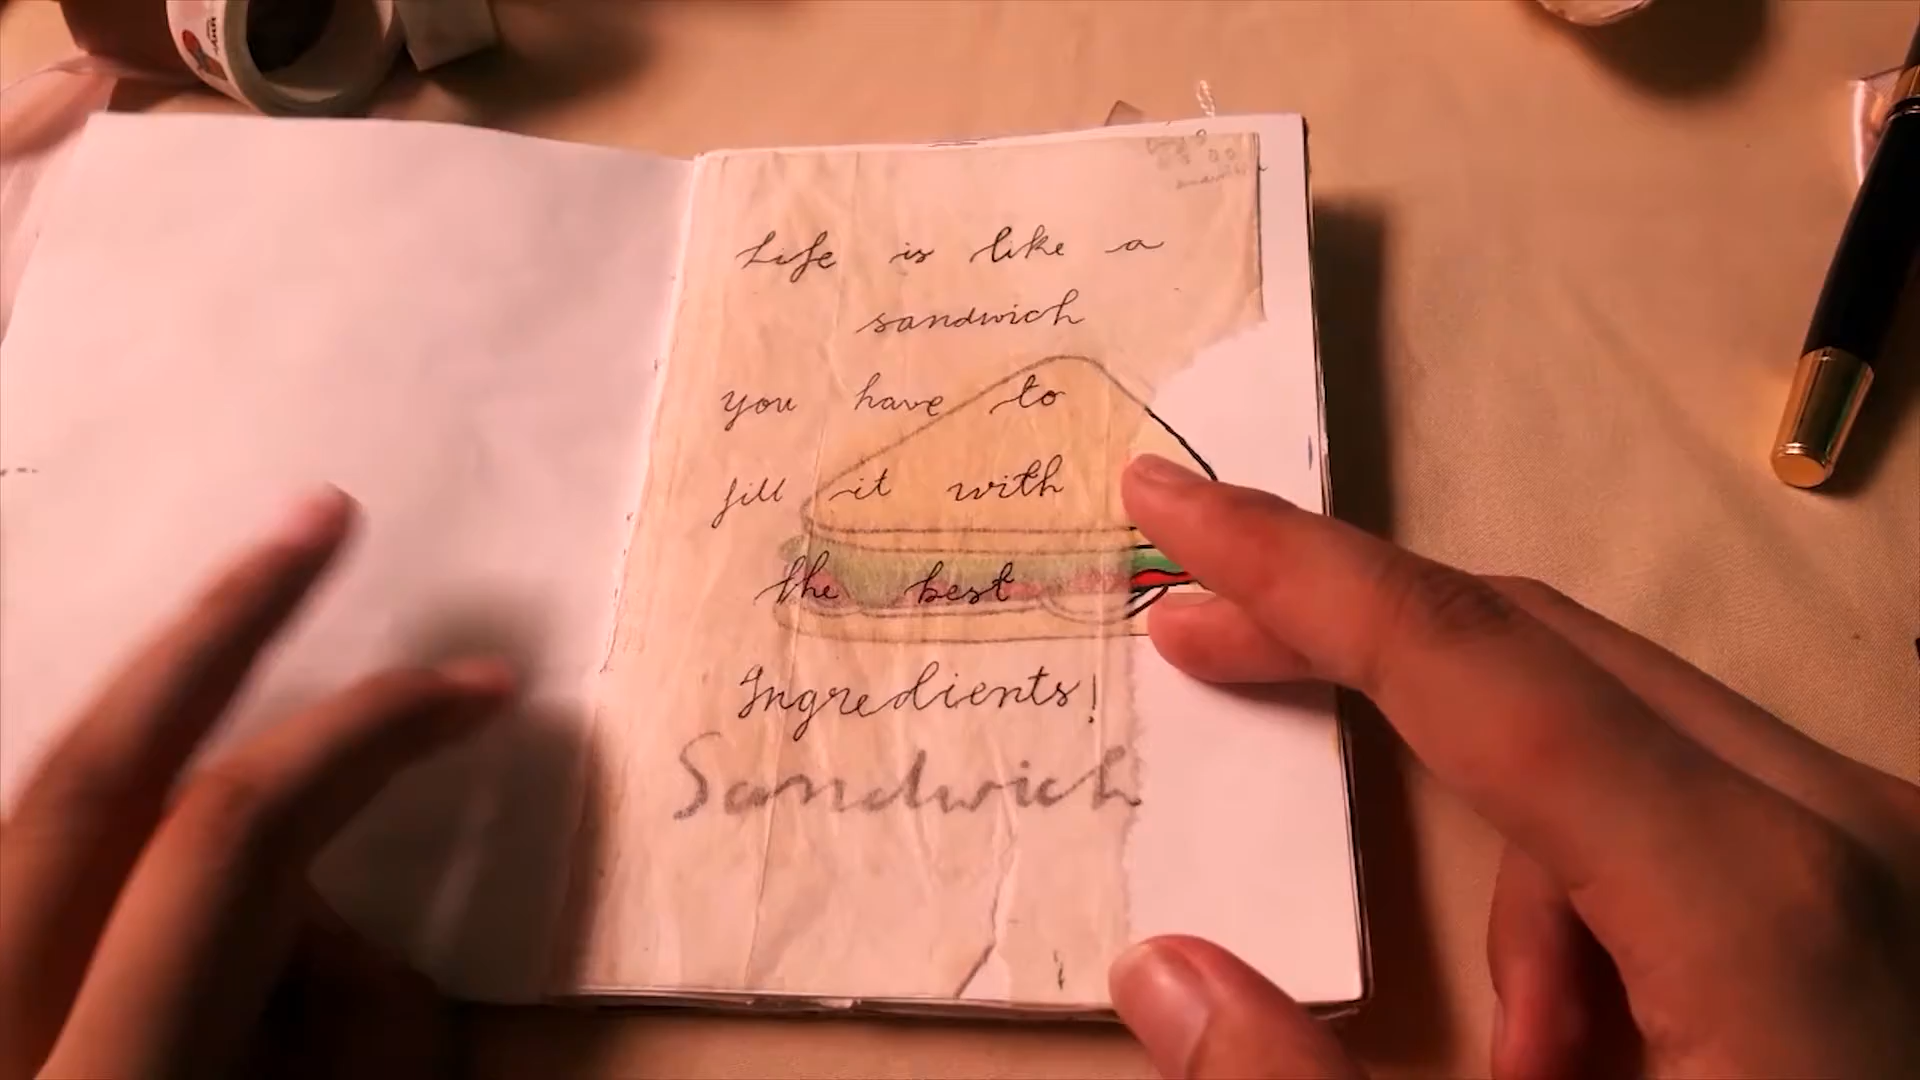 Life is like a
sandwich
you have to
fill it with
the best
Ingredients!
Sandwich